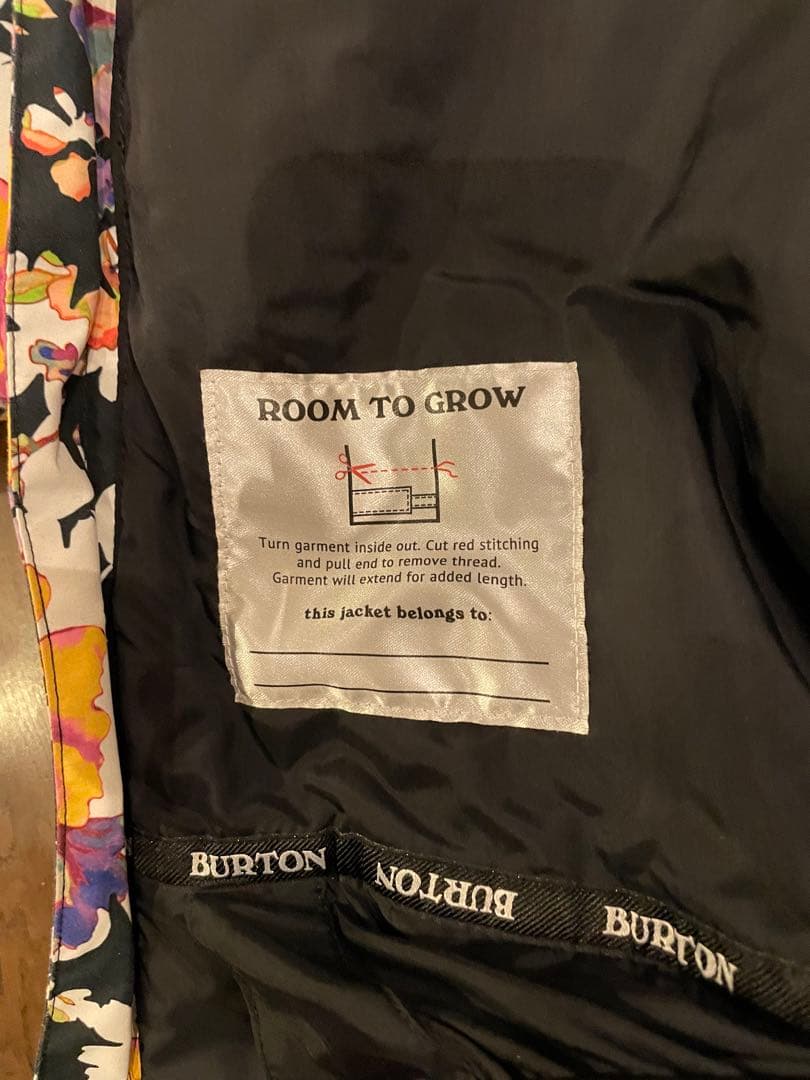 ROOM TO GROW
Turn garment inside out. Cut red stitching
and pull end to remove thread.
Garment will extend for added length.
this jacket belongs to:
BURTON BURTON BURTON